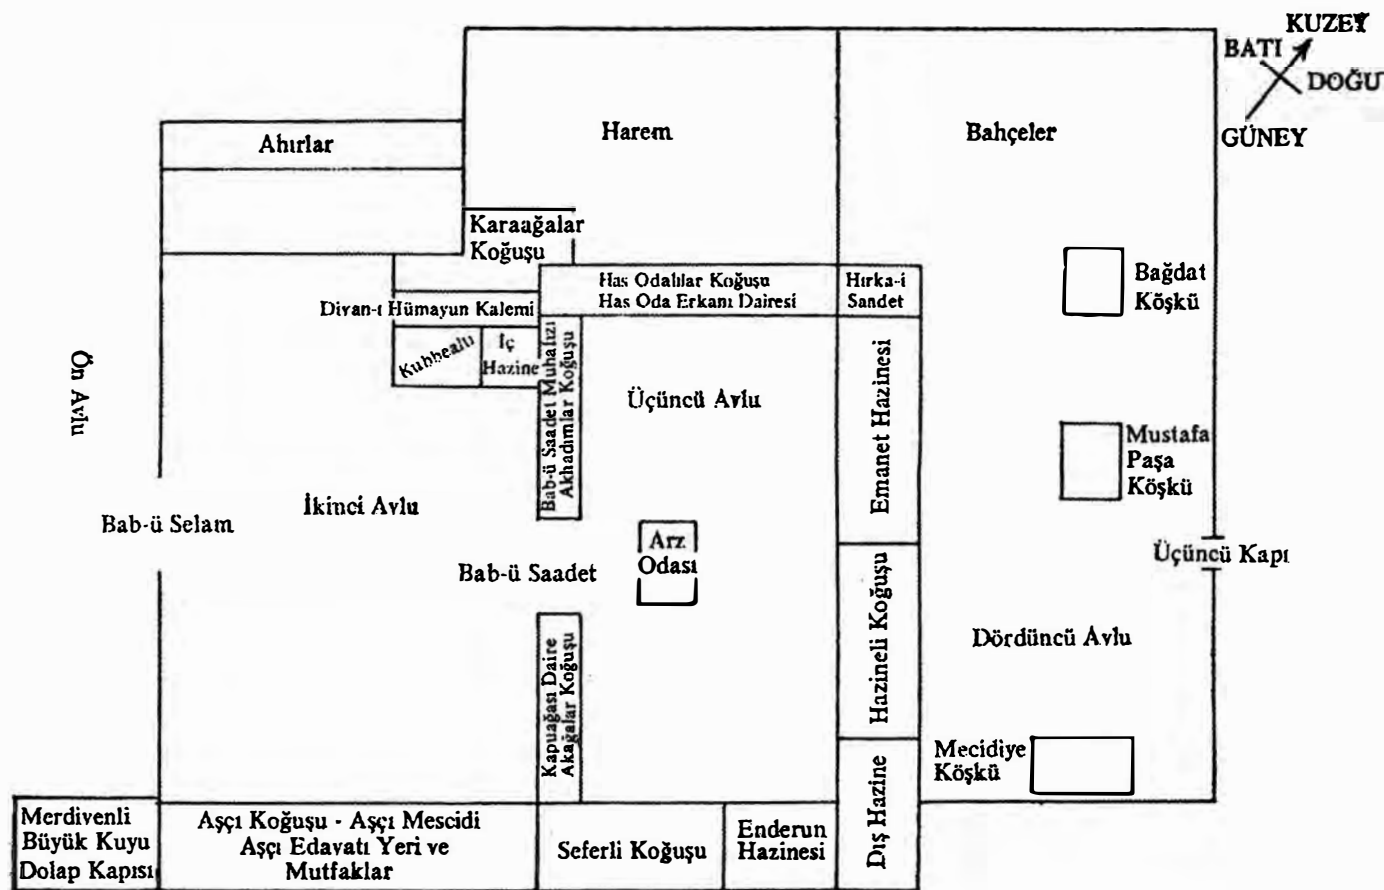 KUZEY
BATI
DOĞU
GÜNEY
Ahırlar
Harem
Bahçeler
Karaağalar
Koğuşu
Has Odalılar Koğuşu
Has Oda Erkanı Dairesi
Hırka-i
Sandet
Bağdat
Köşkü
Divan-ı Hümayun Kalemi
Kubbealu
İç
Hazine
Ön Avlu
Bab-ü Saadet Muhafızı
Akhadımlar Koğuşu
Üçüncü Avlu
Emanet Hazinesi
Mustafa
Paşa
Köşkü
İkinci Avlu
Bab-ü Selam
Bab-ü Saadet
Arz
Odası
Üçüncü Kapı
Kapuağası Daire
Akağalar Koğuşu
Hazineli Koğuşu
Dördüncü Avlu
Mecidiye
Köşkü
Merdivenli
Büyük Kuyu
Dolap Kapısı
Aşçı Koğuşu - Aşçı Mescidi
Aşçı Edavatı Yeri ve
Mutfaklar
Seferli Koğuşu
Enderun
Hazinesi
Dış Hazine